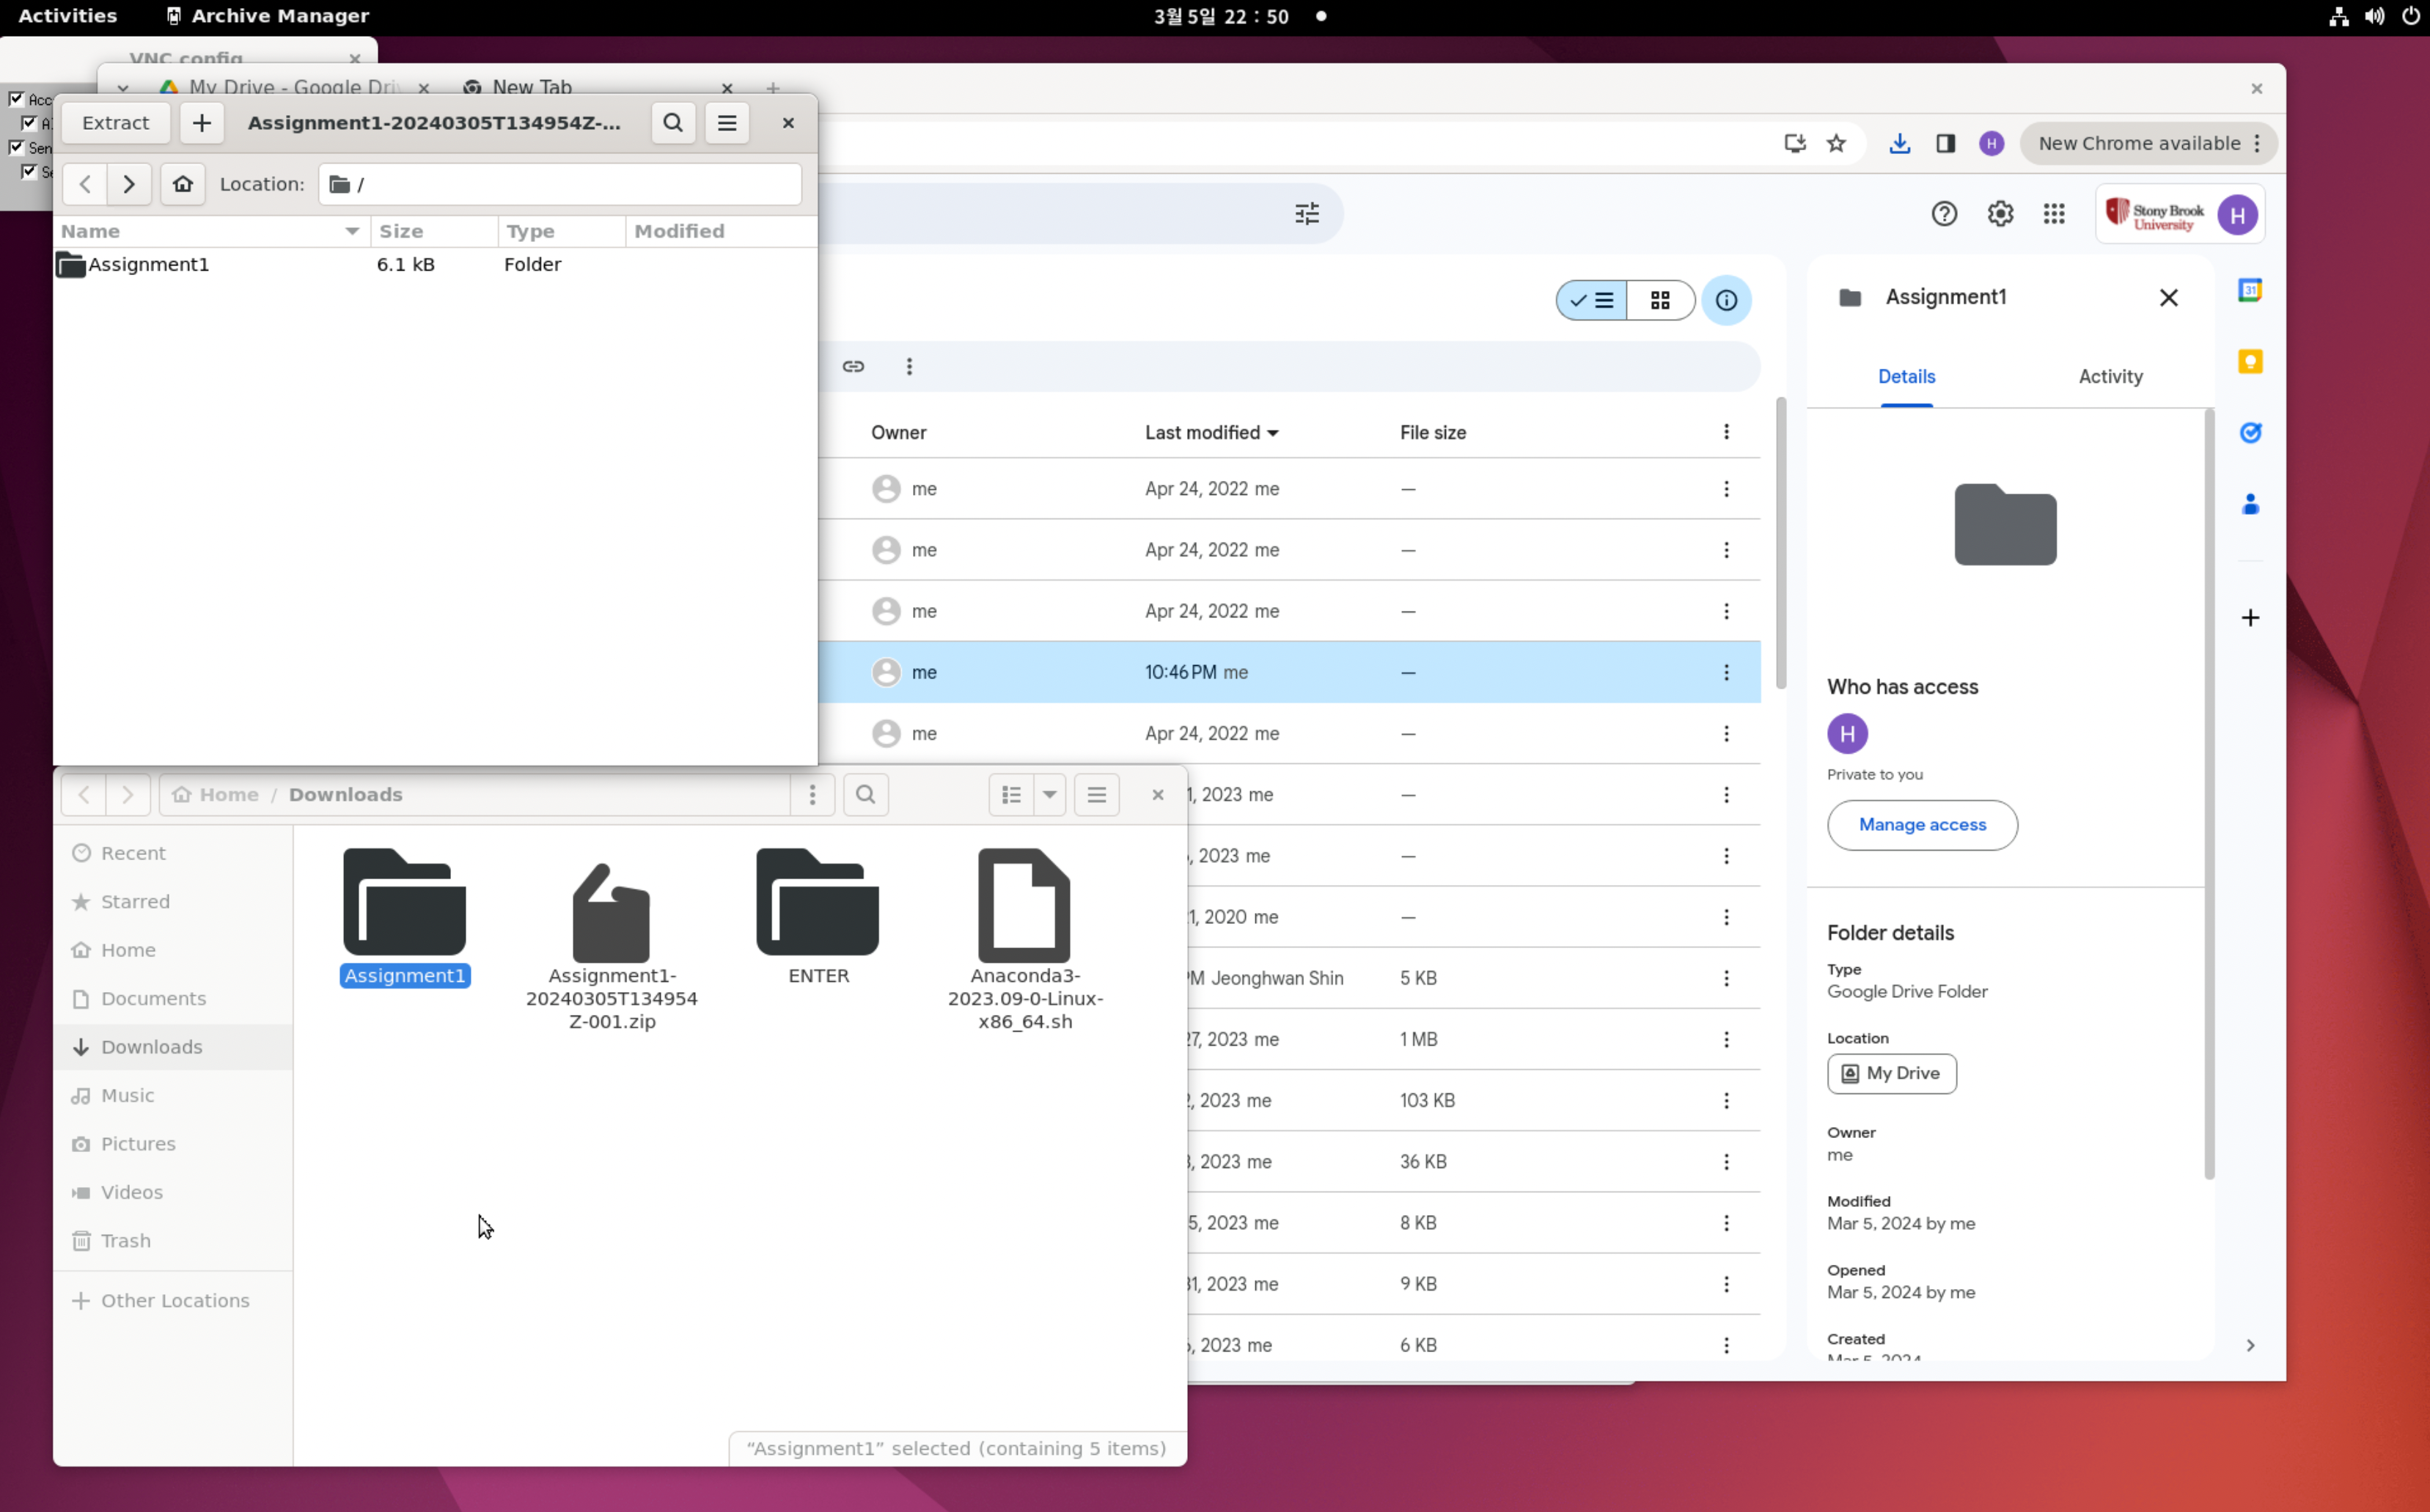 Activities
Archive Manager
3월 5일 22 : 50
VNC config
My Drive - Google Dri
New Tab
Extract
Assignment1-20240305T134954Z-...
New Chrome available
H
Location:
/
Stony Brook
University
H
Name Size Type Modified
Assignment1 6.1 kB Folder
Assignment1
Details Activity
Owner Last modified File size
me Apr 24, 2022 me —
me Apr 24, 2022 me —
me Apr 24, 2022 me —
me 10:46 PM me —
me Apr 24, 2022 me —
1, 2023 me —
, 2023 me —
1, 2020 me —
M Jeonghwan Shin 5 KB
27, 2023 me 1 MB
2, 2023 me 103 KB
3, 2023 me 36 KB
5, 2023 me 8 KB
31, 2023 me 9 KB
, 2023 me 6 KB
Who has access
H
Private to you
Manage access
Folder details
Type
Google Drive Folder
Location
My Drive
Owner
me
Modified
Mar 5, 2024 by me
Opened
Mar 5, 2024 by me
Created
31
Home / Downloads
Recent
Starred
Home
Documents
Downloads
Music
Pictures
Videos
Trash
Other Locations
Assignment1
Assignment1-
20240305T134954
Z-001.zip
ENTER
Anaconda3-
2023.09-0-Linux-
x86_64.sh
“Assignment1” selected (containing 5 items)